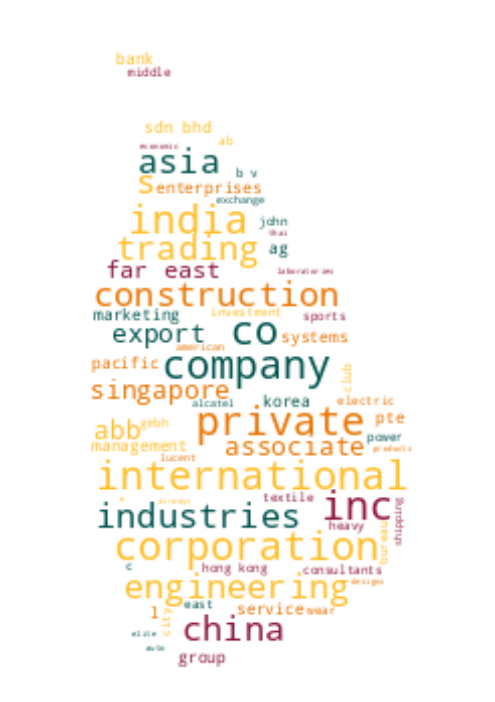 bank
middle
sdn bhd
ab
economic
asia
b v
s
enterprises
exchange
india
john
thai
trading
ag
far east
laboratories
construction
marketing
investment
sports
export
co
systems
american
pacific
company
club
singapore
alcatel
korea
electric
private
pte
abb
gmbh
power
management
associate
products
lucent
international
textile
inc
shipping
airways
industries
heavy
corporation
bureau
c
hong kong
consultants
engineering
designs
east
l
city
service
wear
china
elite
auto
group